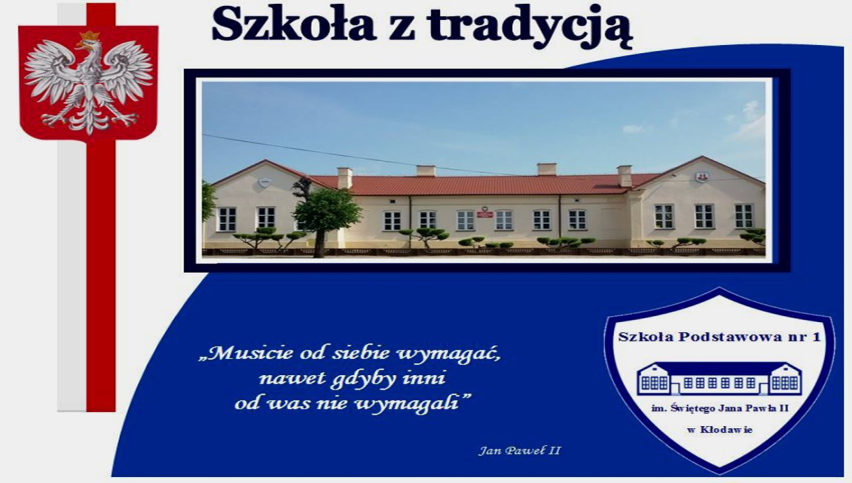 Szkoła z tradycją
„Musicie od siebie wymagać,
nawet gdyby inni
od was nie wymagali”
Jan Paweł II
Szkoła Podstawowa nr 1
im. Świętego Jana Pawła II
w Kłodawie